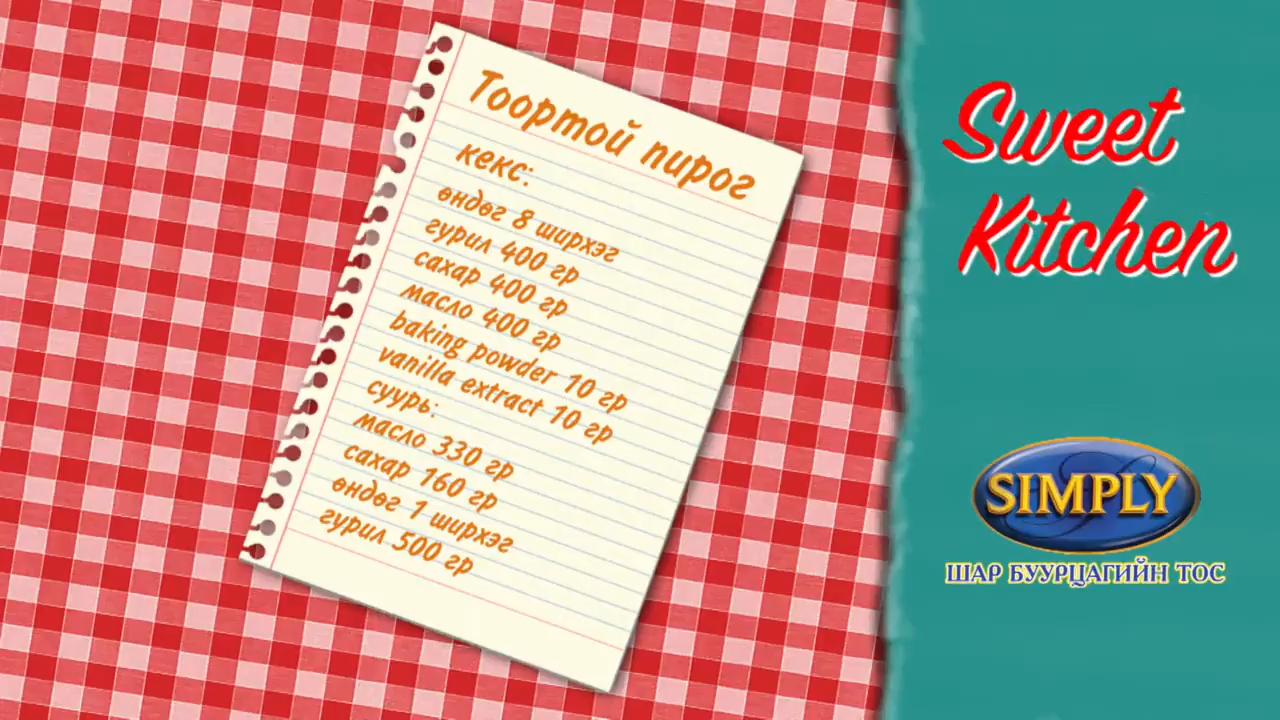 Тоортой пирог
кекс:
өндөг 8 ширхэг
гурил 400 гр
сахар 400 гр
масло 400 гр
baking powder 10 гр
vanilla extract 10 гр
суурь:
масло 330 гр
сахар 160 гр
өндөг 1 ширхэг
гурил 500 гр
Sweet
Kitchen
SIMPLY
ШАР БУУРЦАГИЙН ТОС